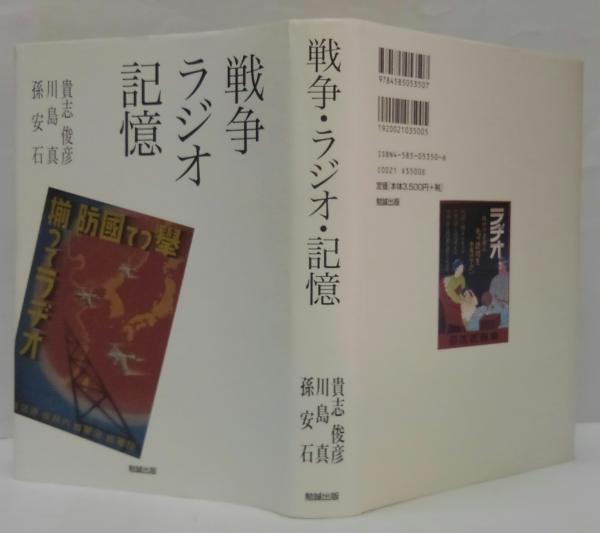 戦争
ラジオ
記憶
貴志 俊彦
川島 真
孫 安石
擧つて國防
揃つてラヂオ
勉誠出版
戦争・ラジオ・記憶
貴志 俊彦
川島 真
孫 安石
勉誠出版
9784585053507
1920021035005
ISBN4-585-05350-6
C0021 ¥3500E
定価(本体3,500円+税)
勉誠出版
ラヂオ